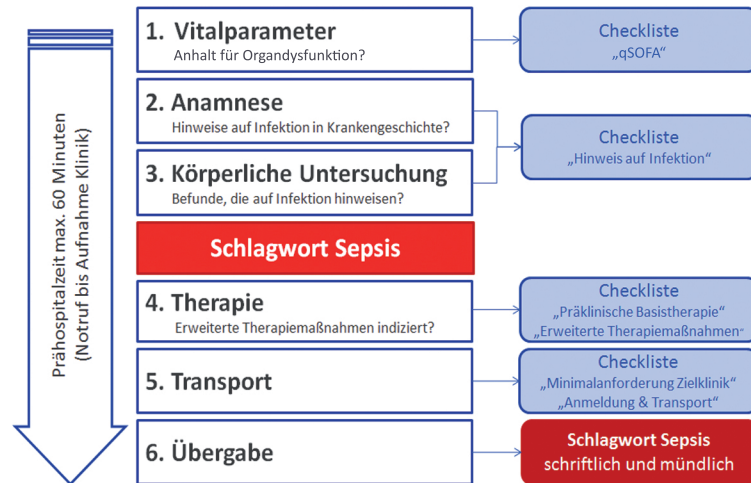 Prähospitalzeit max. 60 Minuten
(Notruf bis Aufnahme Klinik)
1. Vitalparameter
Anhalt für Organdysfunktion?
Checkliste
„qSOFA“
2. Anamnese
Hinweise auf Infektion in Krankengeschichte?
3. Körperliche Untersuchung
Befunde, die auf Infektion hinweisen?
Checkliste
„Hinweis auf Infektion“
Schlagwort Sepsis
4. Therapie
Erweiterte Therapiemaßnahmen indiziert?
Checkliste
„Präklinische Basistherapie“
„Erweiterte Therapiemaßnahmen“
5. Transport
Checkliste
„Minimalanforderung Zielklinik“
„Anmeldung & Transport“
6. Übergabe
Schlagwort Sepsis
schriftlich und mündlich